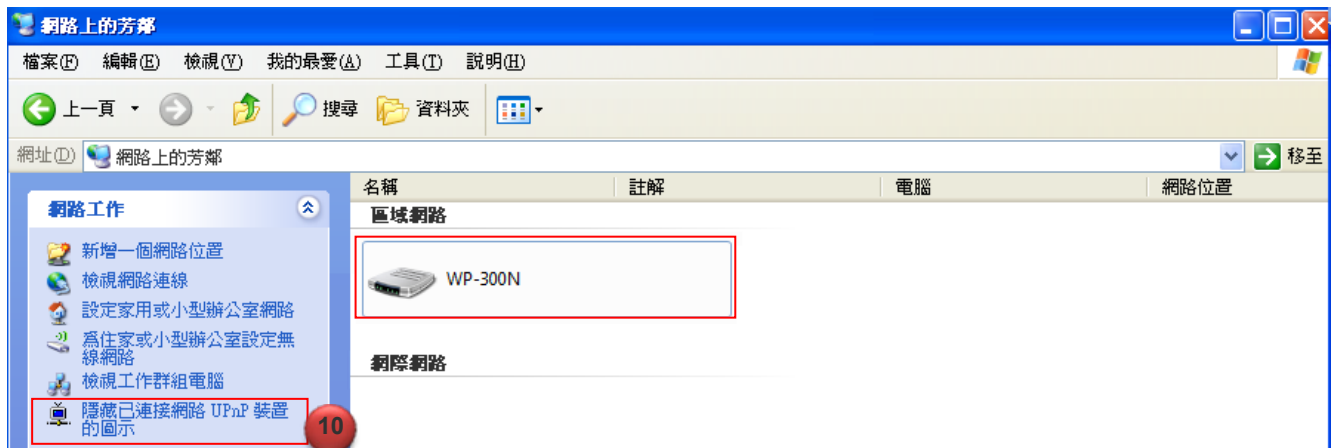 網路上的芳鄰
檔案(F) 編輯(E) 檢視(V) 我的最愛(A) 工具(T) 說明(H)
上一頁 搜尋 資料夾
網址(D) 網路上的芳鄰 移至
名稱 註解 電腦 網路位置
網路工作
區域網路
新增一個網路位置
檢視網路連線
WP-300N
設定家用或小型辦公室網路
為住家或小型辦公室設定無
線網路
網際網路
檢視工作群組電腦
隱藏已連接網路 UPnP 裝置
的圖示
10